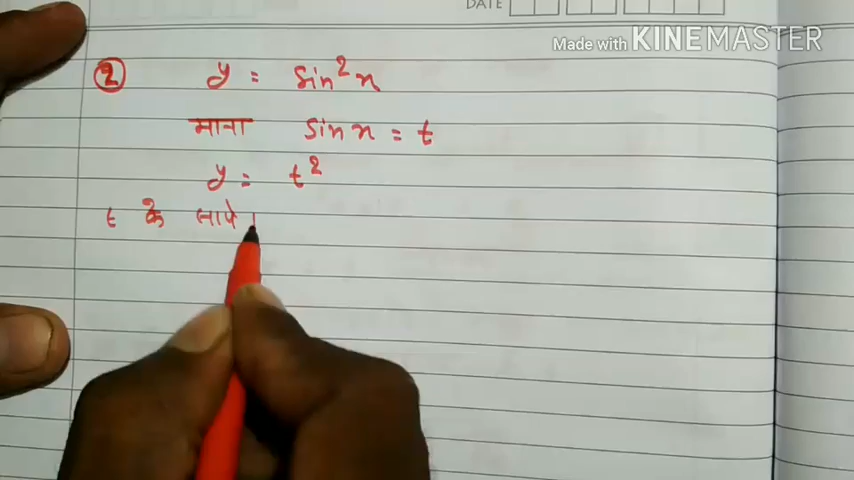 DATE
Made with KINEMASTER
② y = sin²x
माना sin x = t
y = t²
t के सापे